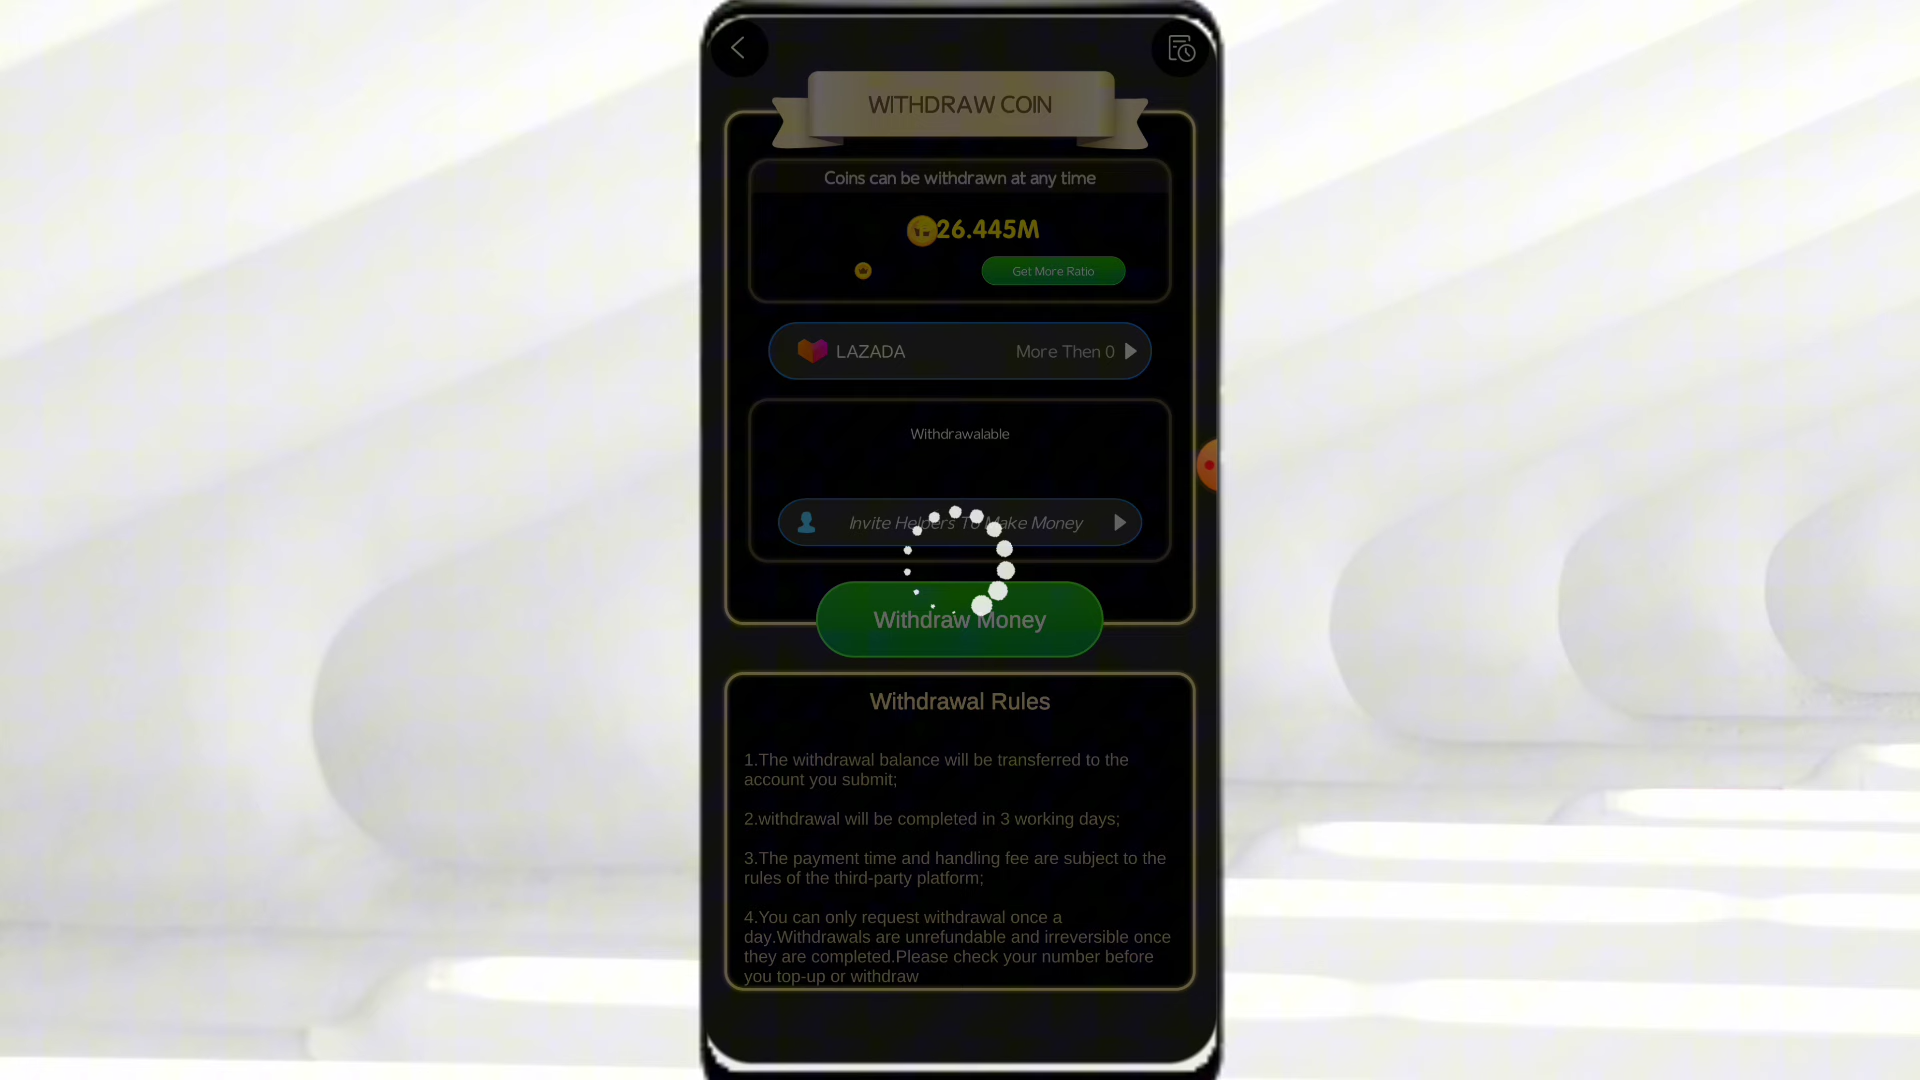 WITHDRAW COIN
Coins can be withdrawn at any time
26.445M
Get More Ratio
LAZADA
More Then 0
Withdrawalable
Invite Helpers To Make Money
Withdraw Money
Withdrawal Rules
1.The withdrawal balance will be transferred to the
account you submit;
2.withdrawal will be completed in 3 working days;
3.The payment time and handling fee are subject to the
rules of the third-party platform;
4.You can only request withdrawal once a
day.Withdrawals are unrefundable and irreversible once
they are completed.Please check your number before
you top-up or withdraw